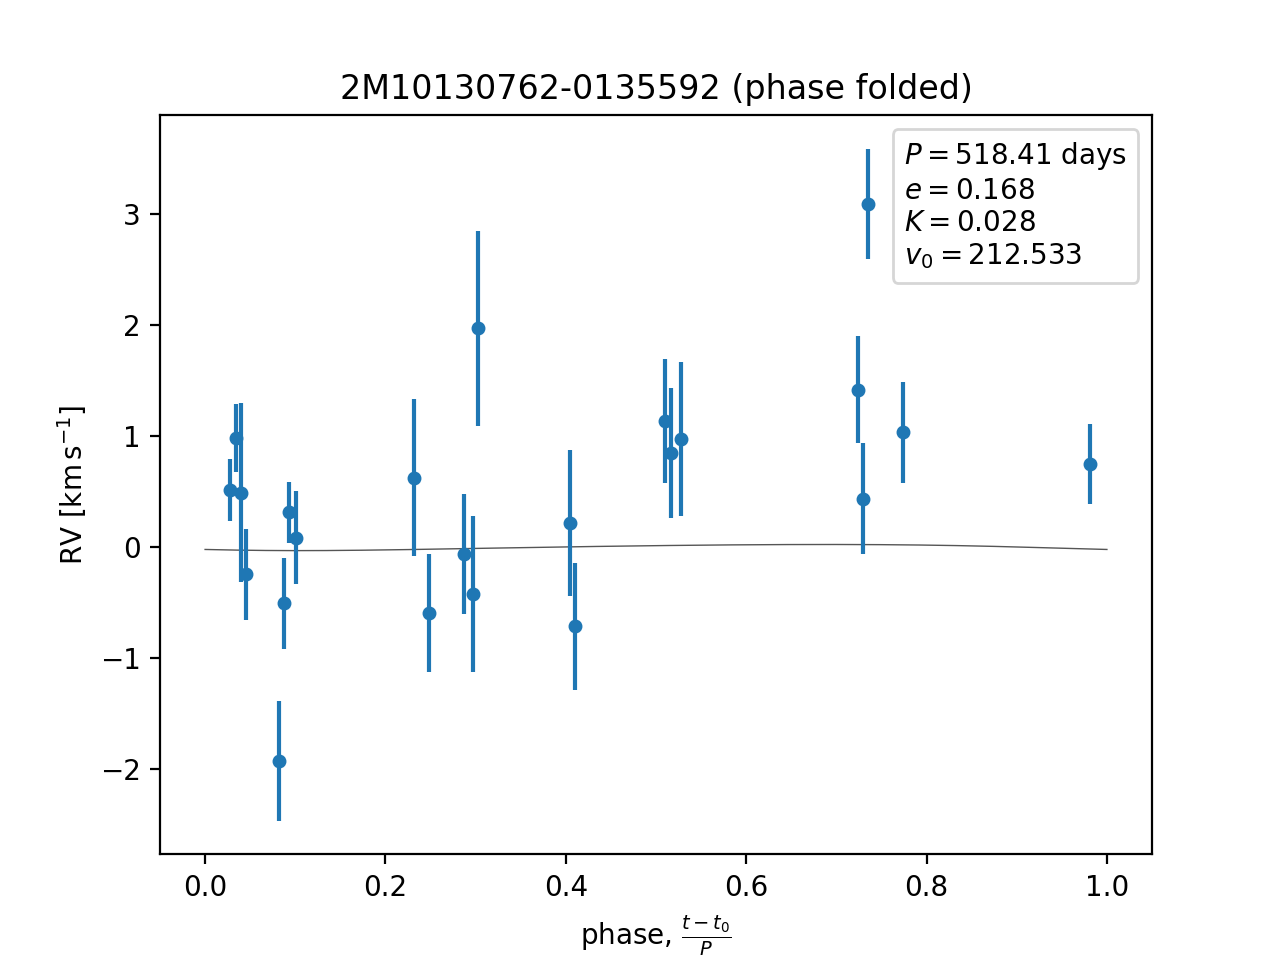 2M10130762-0135592 (phase folded)
P = 518.41 days
e = 0.168
K = 0.028
v₀ = 212.533
RV [km s⁻¹]
3
2
1
0
−1
−2
0.0 0.2 0.4 0.6 0.8 1.0
phase, (t − t₀)/P